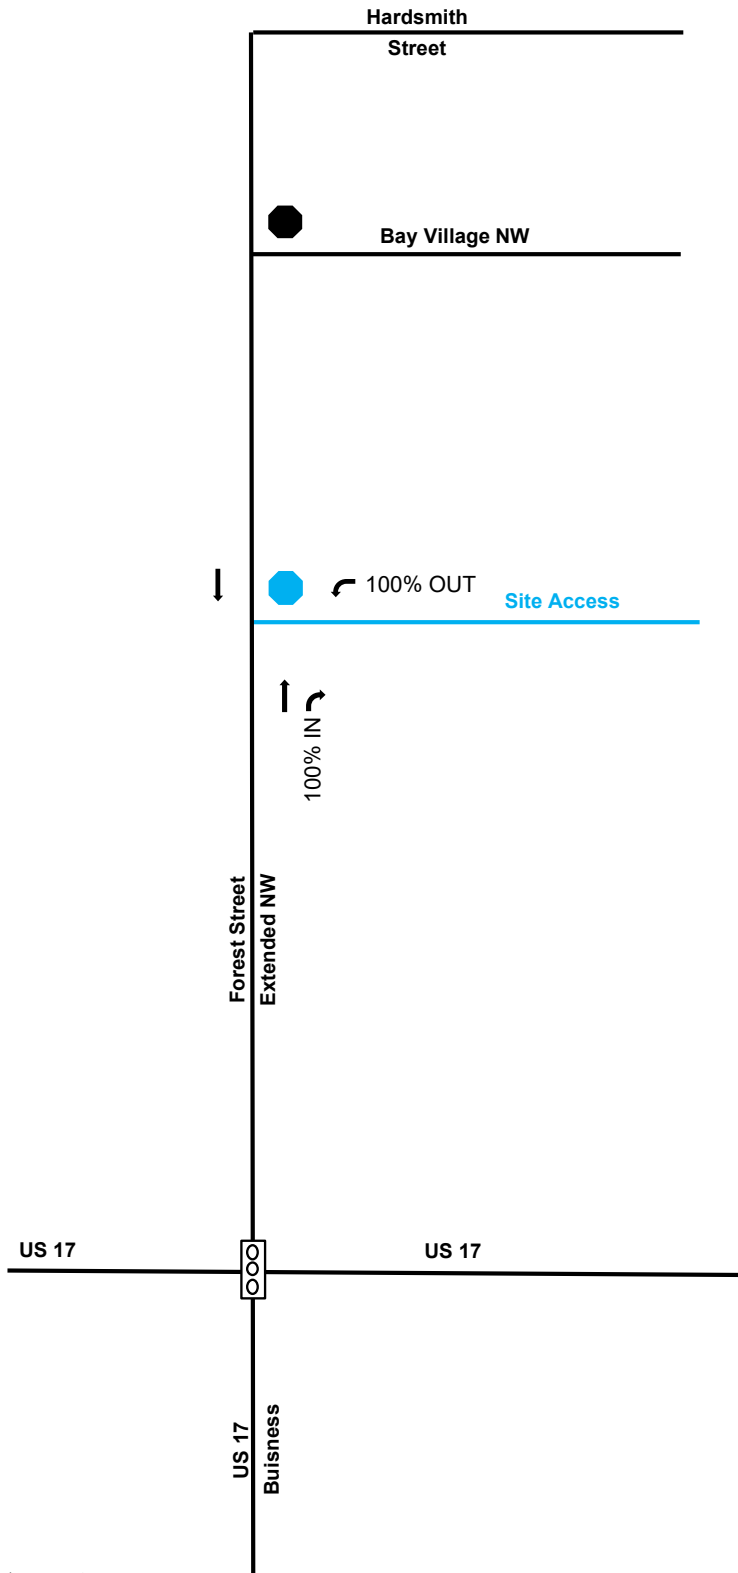 Hardsmith
Street
Bay Village NW
100% OUT
Site Access
100% IN
Forest Street
Extended NW
US 17
US 17
US 17
Buisness